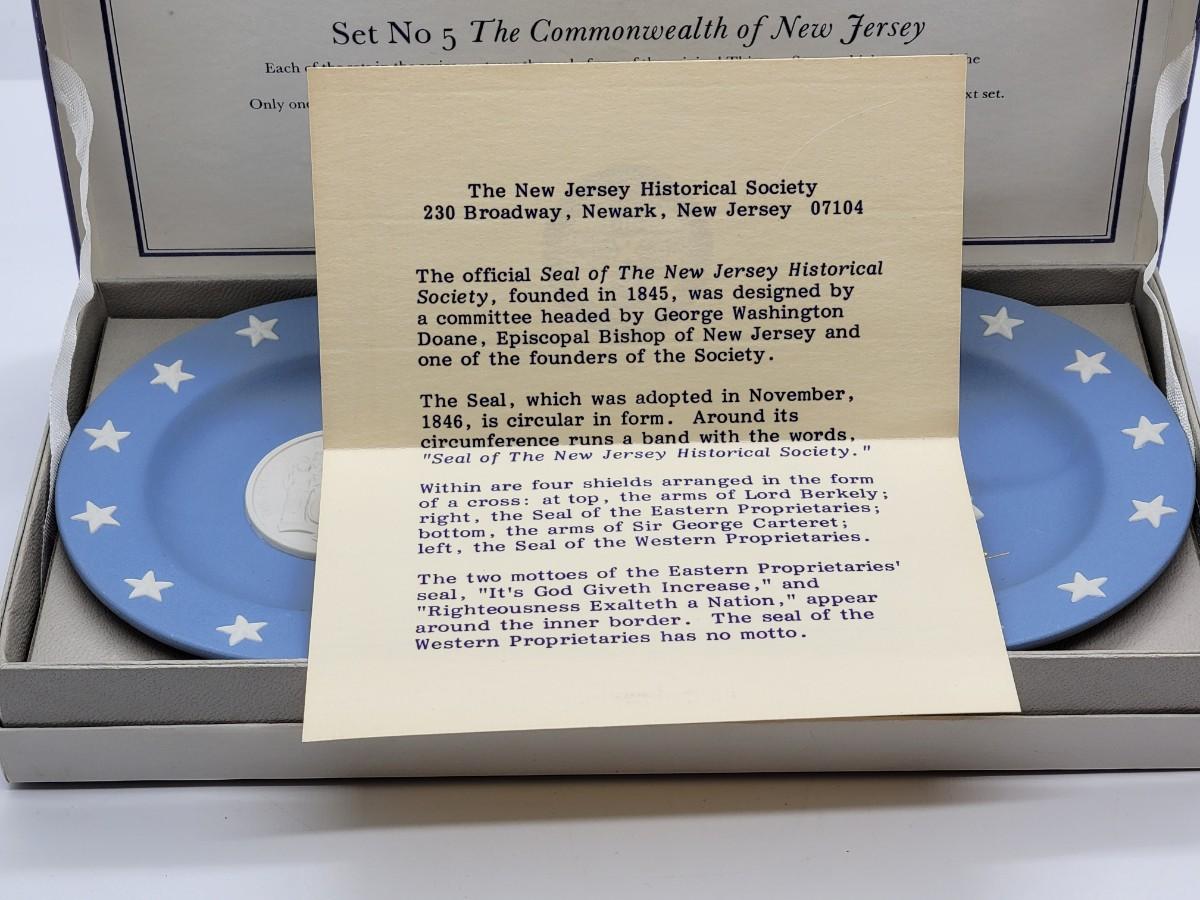 Set No 5 The Commonwealth of New Jersey
Each
Only one xt set.
The New Jersey Historical Society
230 Broadway, Newark, New Jersey 07104
The official Seal of The New Jersey Historical
Society, founded in 1845, was designed by
a committee headed by George Washington
Doane, Episcopal Bishop of New Jersey and
one of the founders of the Society.
The Seal, which was adopted in November,
1846, is circular in form. Around its
circumference runs a band with the words,
"Seal of The New Jersey Historical Society."
Within are four shields arranged in the form
of a cross: at top, the arms of Lord Berkely;
right, the Seal of the Eastern Proprietaries;
bottom, the arms of Sir George Carteret;
left, the Seal of the Western Proprietaries.
The two mottoes of the Eastern Proprietaries'
seal, "It's God Giveth Increase," and
"Righteousness Exalteth a Nation," appear
around the inner border. The seal of the
Western Proprietaries has no motto.